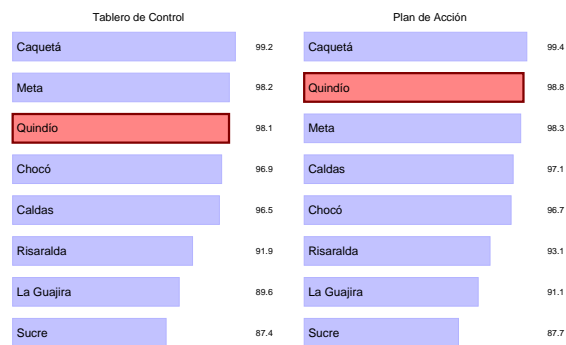 Tablero de Control
Caquetá 99.2
Meta 98.2
Quindío 98.1
Chocó 96.9
Caldas 96.5
Risaralda 91.9
La Guajira 89.6
Sucre 87.4
Plan de Acción
Caquetá 99.4
Quindío 98.8
Meta 98.3
Caldas 97.1
Chocó 96.7
Risaralda 93.1
La Guajira 91.1
Sucre 87.7